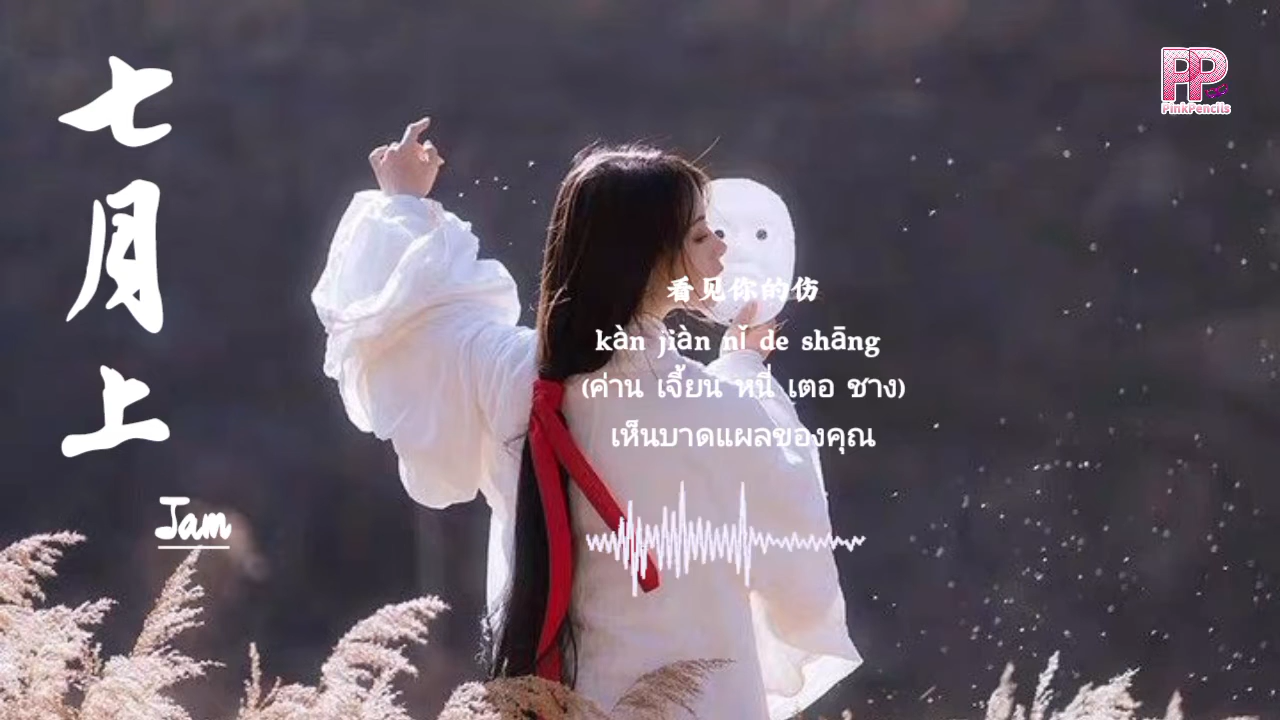 七月上
Jam
PP
PinkPencils
看见你的伤
kàn jiàn nǐ de shāng
(ค่าน เจี้ยน หนี่ เตอ ชาง)
เห็นบาดแผลของคุณ